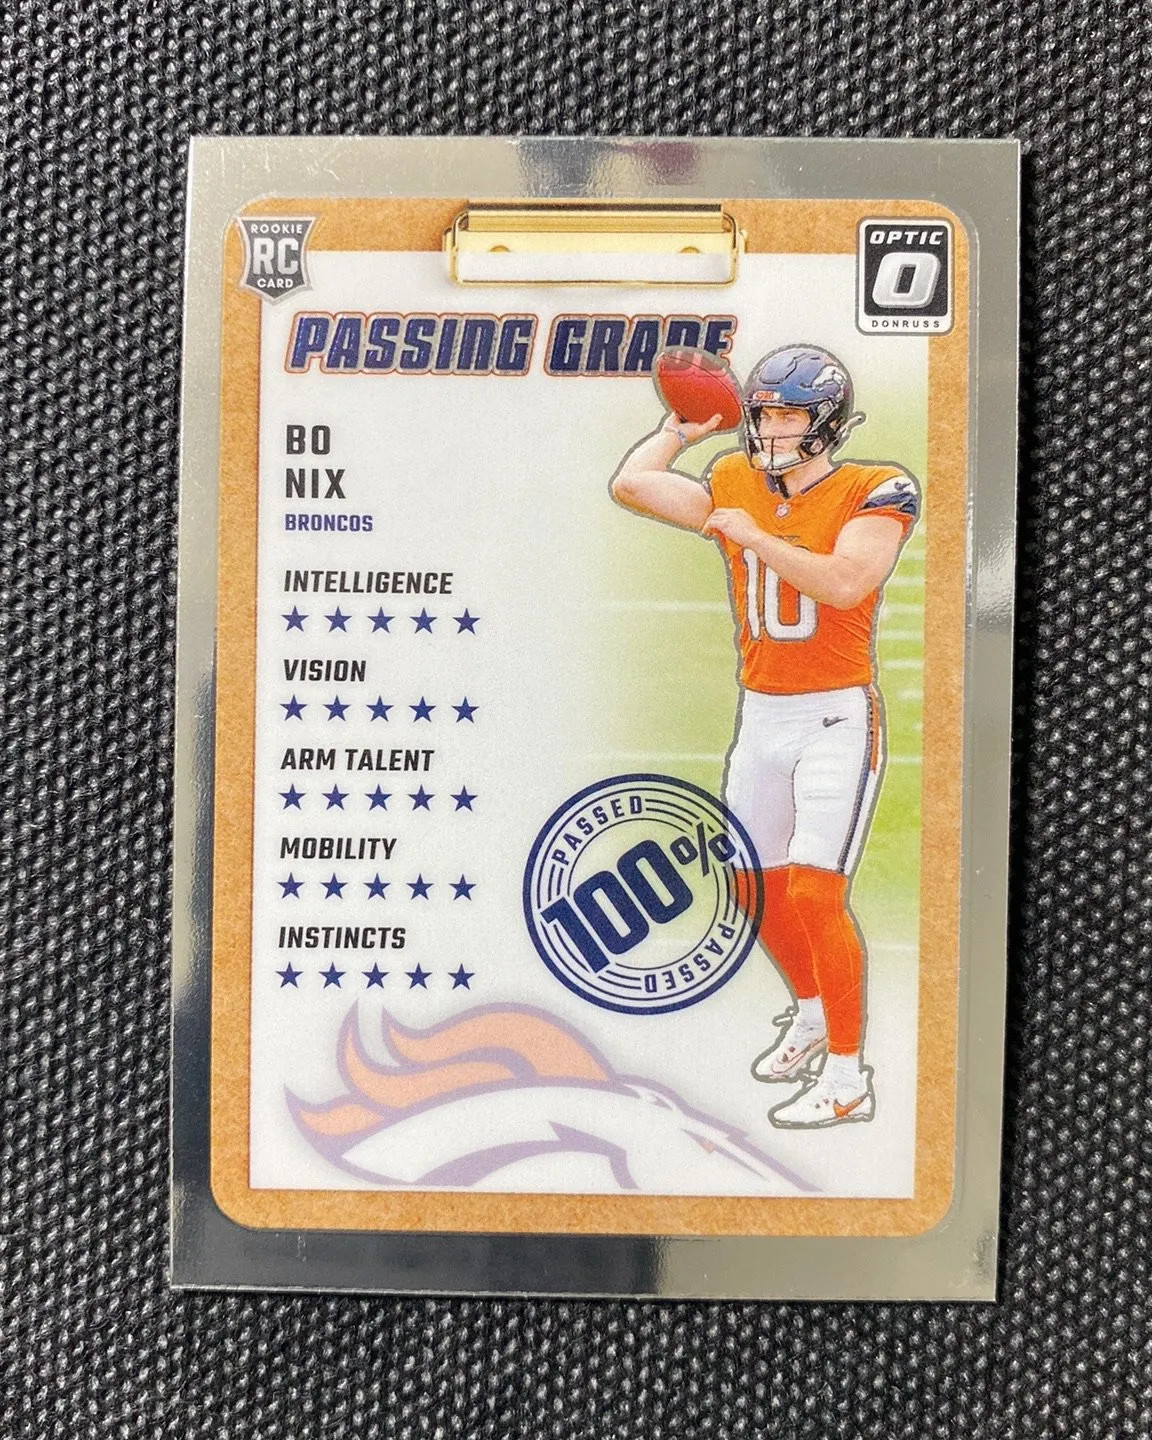 ROOKIE
RC
CARD
OPTIC
O
DONRUSS
PASSING GRADE
BO
NIX
BRONCOS
INTELLIGENCE
VISION
ARM TALENT
MOBILITY
INSTINCTS
PASSED
100%
PASSED
10